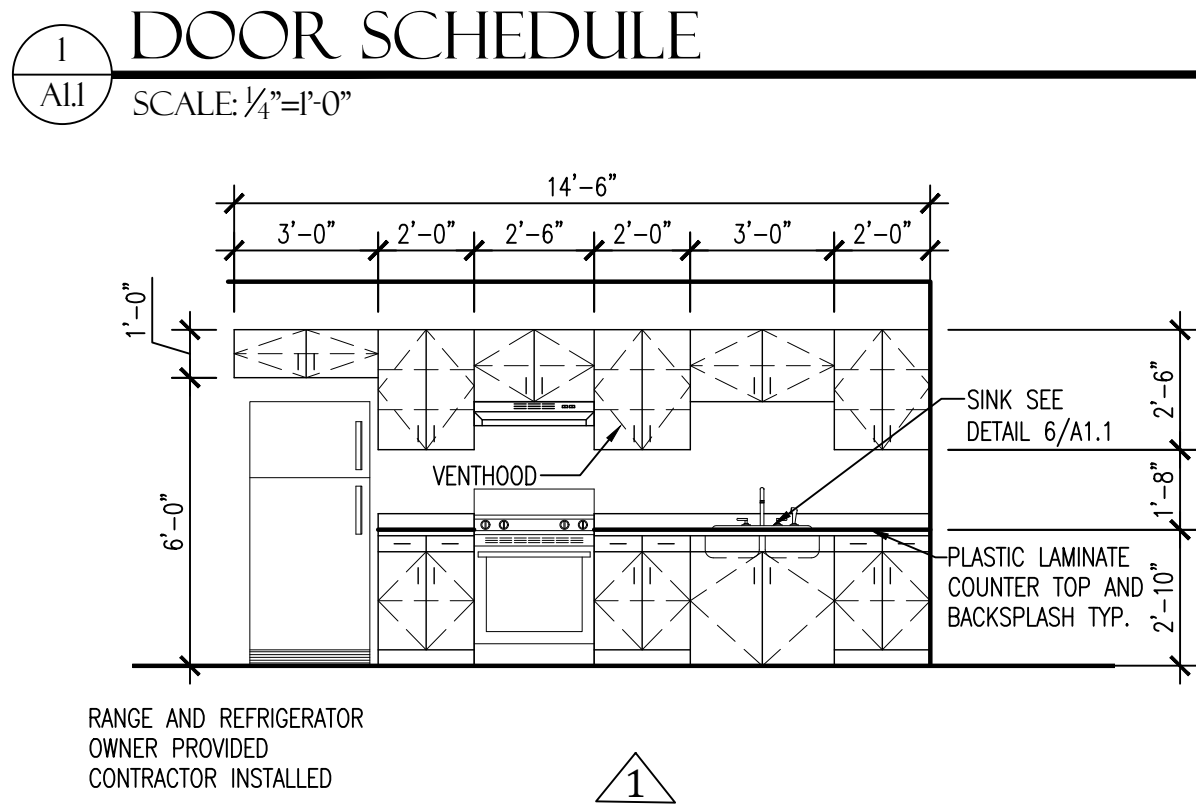 1
A1.1
DOOR SCHEDULE
SCALE: 1/4"=1'-0"
14'-6"
3'-0"
2'-0"
2'-6"
2'-0"
3'-0"
2'-0"
1'-0"
6'-0"
2'-6"
1'-8"
2'-10"
SINK SEE
DETAIL 6/A1.1
VENTHOOD
PLASTIC LAMINATE
COUNTER TOP AND
BACKSPLASH TYP.
RANGE AND REFRIGERATOR
OWNER PROVIDED
CONTRACTOR INSTALLED
1